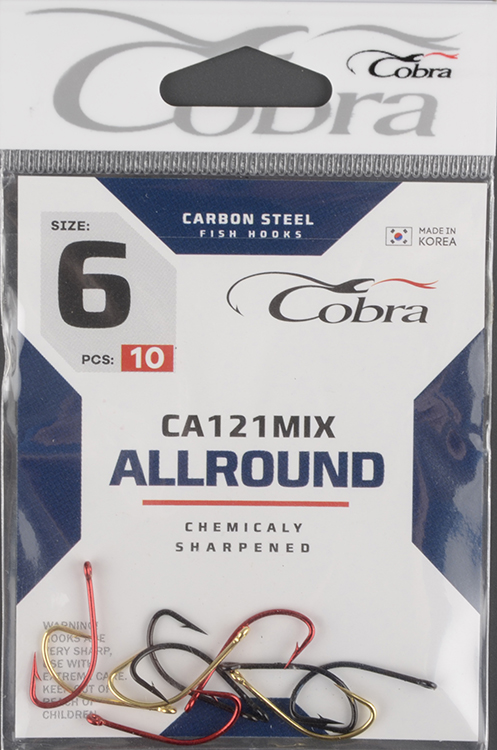 Cobra
Cobra
CARBON STEEL
FISH HOOKS
SIZE:
6
PCS: 10
MADE IN
KOREA
Cobra
CA121MIX
ALLROUND
CHEMICALY
SHARPENED
WARNING!
HOOKS ARE
VERY SHARP,
USE WITH
EXTREME CARE.
KEEP OUT OF
REACH OF
CHILDREN